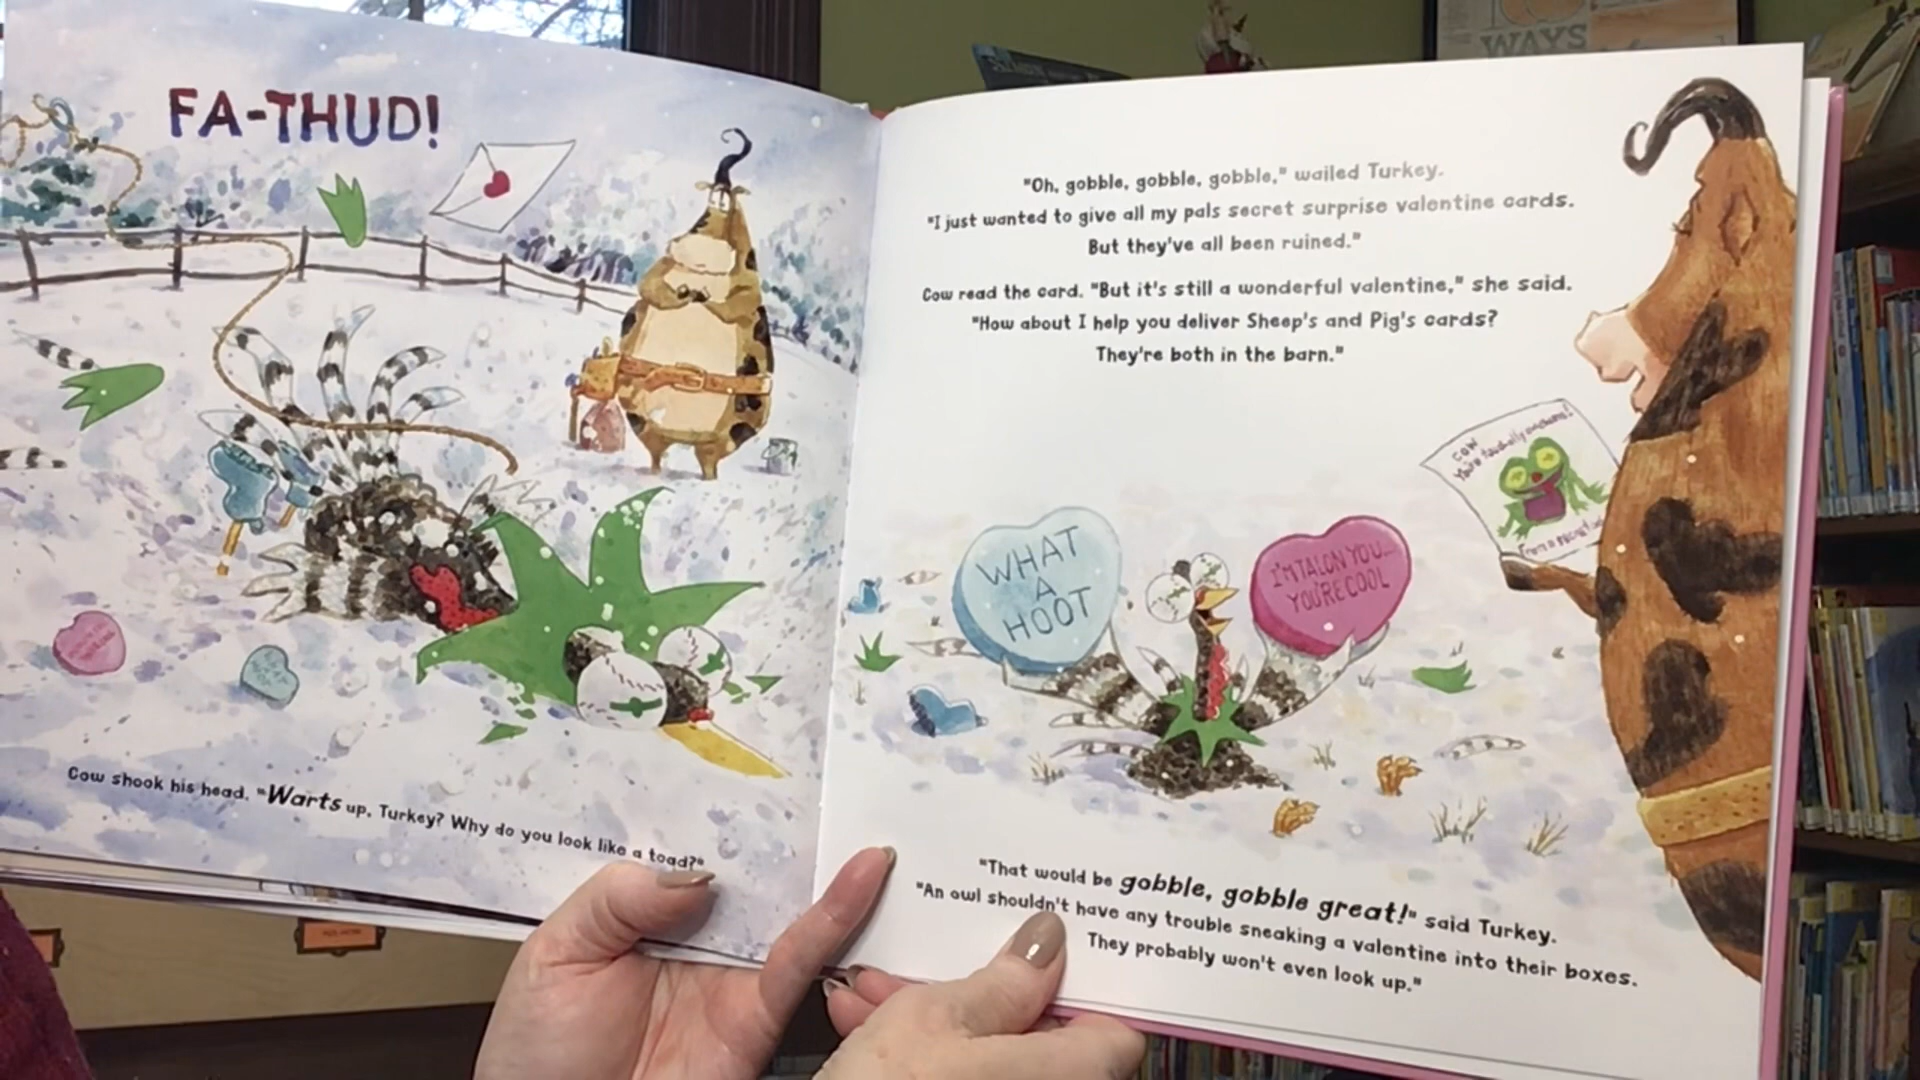 FA-THUD!
Cow shook his head. "Warts up, Turkey? Why do you look like a toad?"
"Oh, gobble, gobble, gobble," wailed Turkey.
"I just wanted to give all my pals secret surprise valentine cards.
But they've all been ruined."
Cow read the card. "But it's still a wonderful valentine," she said.
"How about I help you deliver Sheep's and Pig's cards?
They're both in the barn."
COW
WHAT
A
HOOT
I'M TALON YOU...
YOU'RE COOL
"That would be gobble, gobble great!" said Turkey.
"An owl shouldn't have any trouble sneaking a valentine into their boxes.
They probably won't even look up."
WAYS